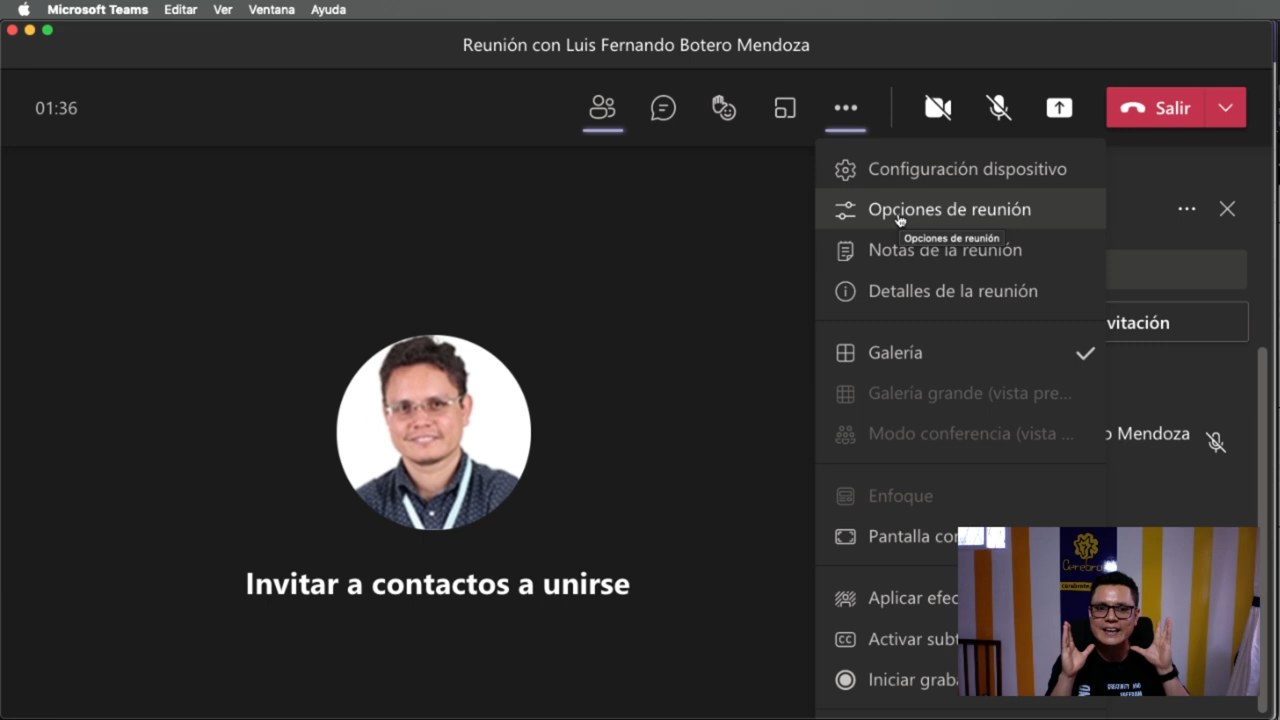 Microsoft Teams Editar Ver Ventana Ayuda
Reunión con Luis Fernando Botero Mendoza
01:36
Salir
Configuración dispositivo
Opciones de reunión
Opciones de reunión
Notas de la reunión
Detalles de la reunión
vitación
Galería
Galería grande (vista pre...
Modo conferencia (vista ...
o Mendoza
Enfoque
Pantalla co
Aplicar efec
Activar subt
Iniciar graba
Invitar a contactos a unirse
CC